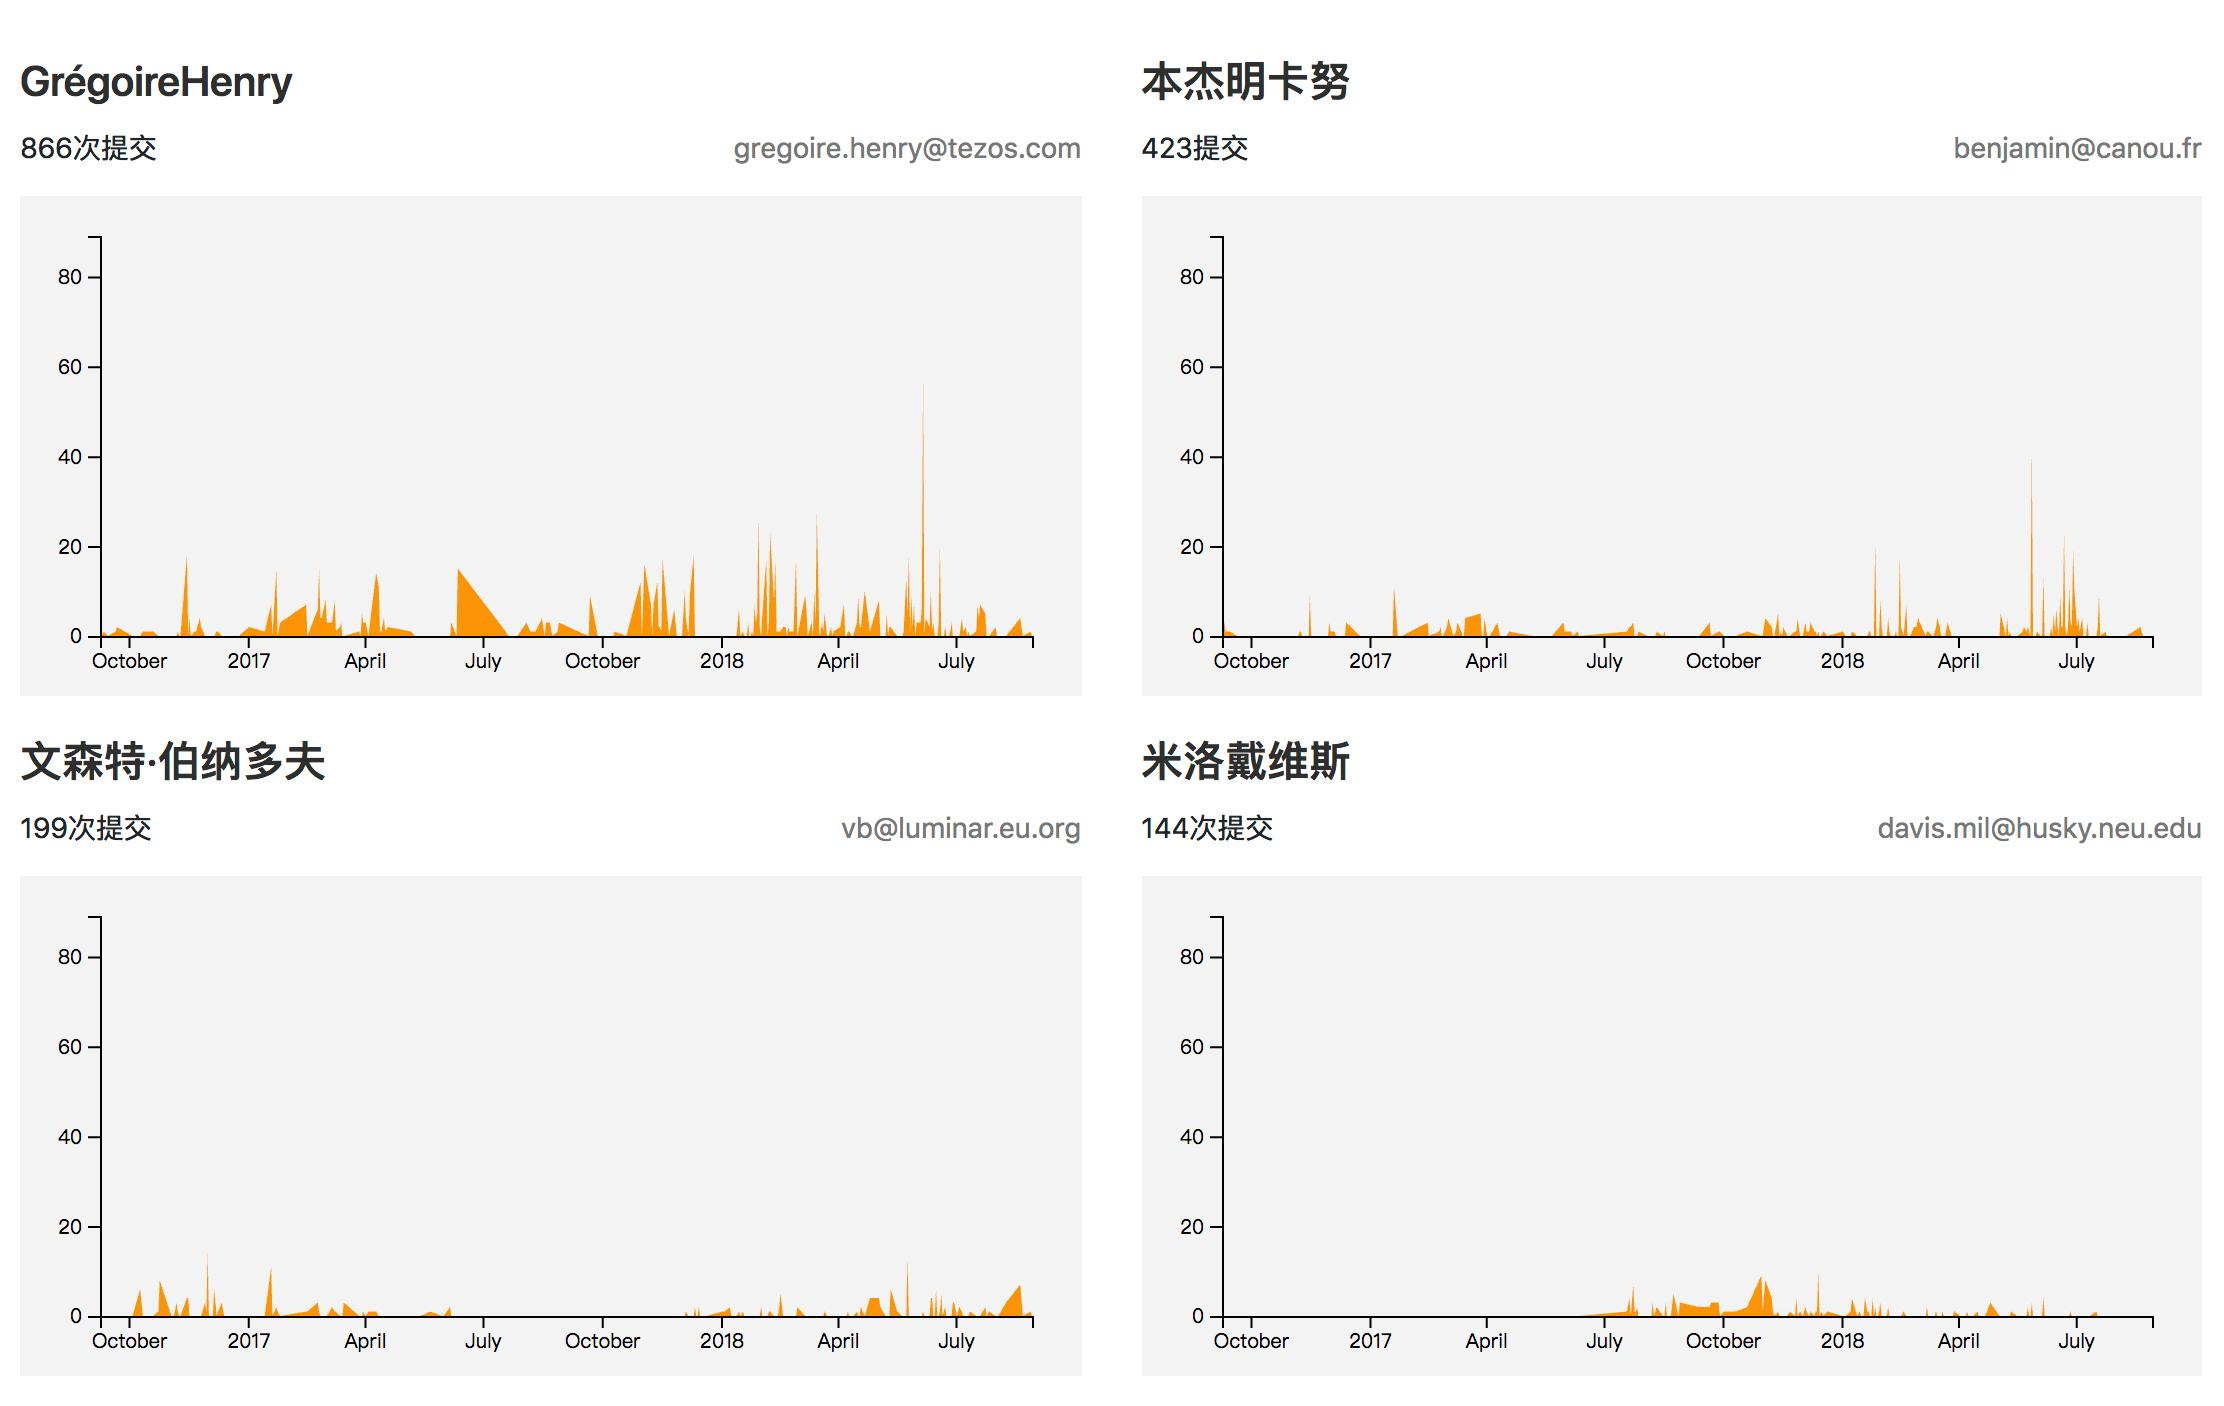 GrégoireHenry
866次提交
gregoire.henry@tezos.com
80
60
40
20
0
October 2017 April July October 2018 April July
本杰明卡努
423提交
benjamin@canou.fr
80
60
40
20
0
October 2017 April July October 2018 April July
文森特·伯纳多夫
199次提交
vb@luminar.eu.org
80
60
40
20
0
October 2017 April July October 2018 April July
米洛戴维斯
144次提交
davis.mil@husky.neu.edu
80
60
40
20
0
October 2017 April July October 2018 April July